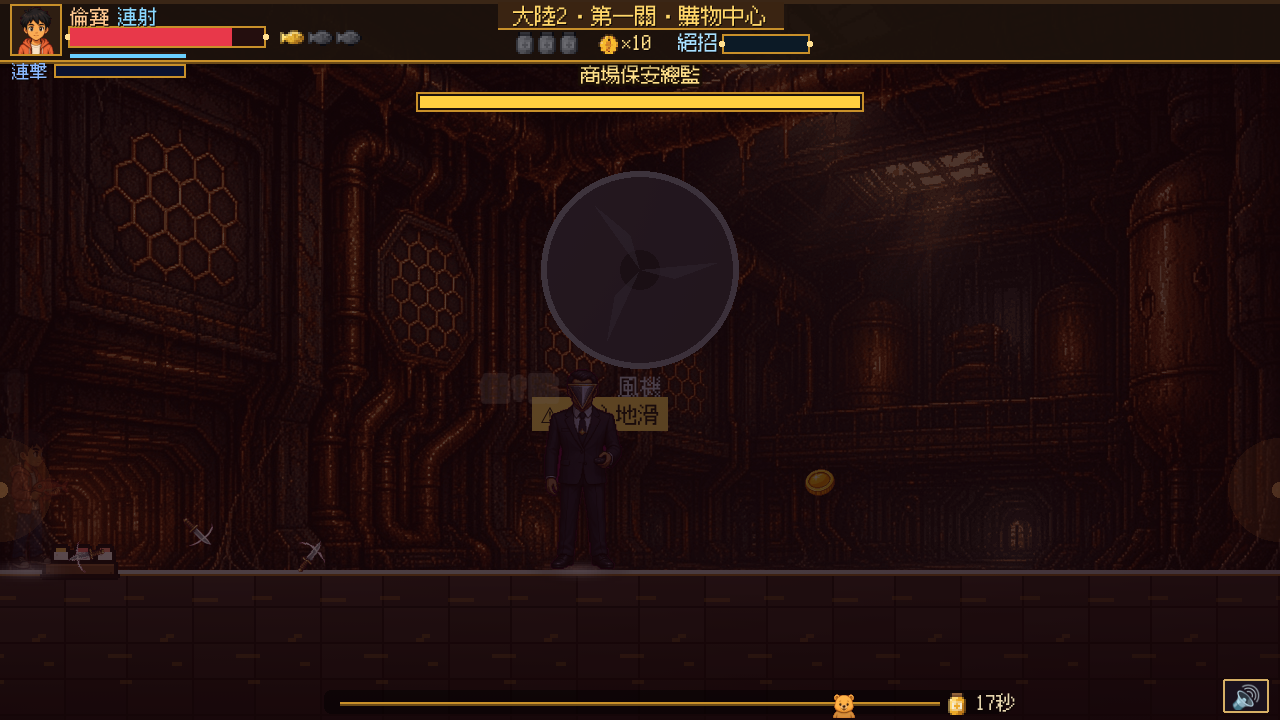 倫寶 連射
大陸2・第一關・購物中心
×10
絕招
連擊
商場保安總監
風機
地滑
17秒